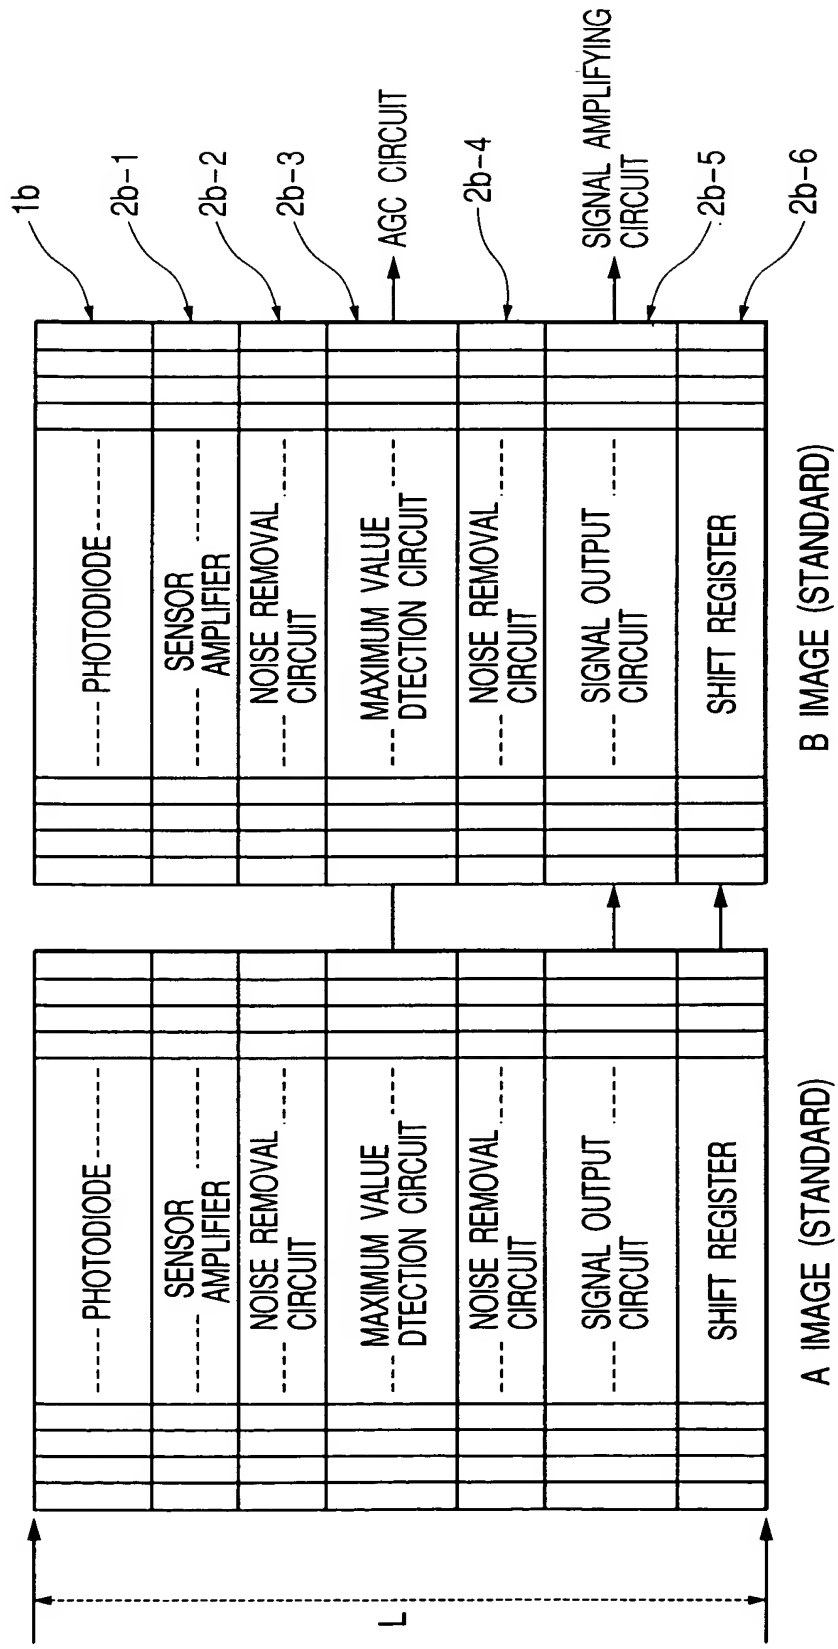 1b
2b-1
2b-2
2b-3
AGC CIRCUIT
2b-4
SIGNAL AMPLIFYING
CIRCUIT
2b-5
2b-6
L
PHOTODIODE
SENSOR
AMPLIFIER
NOISE REMOVAL
CIRCUIT
MAXIMUM VALUE
DTECTION CIRCUIT
NOISE REMOVAL
CIRCUIT
SIGNAL OUTPUT
CIRCUIT
SHIFT REGISTER
A IMAGE (STANDARD)
PHOTODIODE
SENSOR
AMPLIFIER
NOISE REMOVAL
CIRCUIT
MAXIMUM VALUE
DTECTION CIRCUIT
NOISE REMOVAL
CIRCUIT
SIGNAL OUTPUT
CIRCUIT
SHIFT REGISTER
B IMAGE (STANDARD)